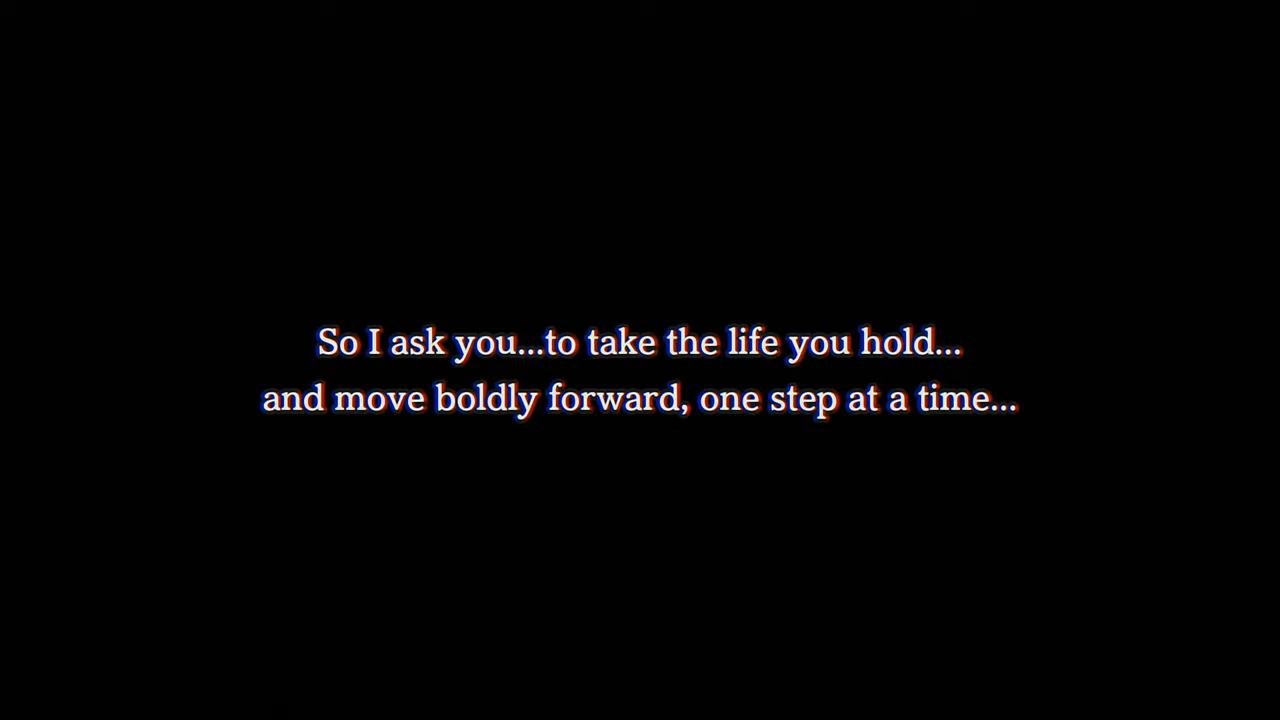 So I ask you...to take the life you hold...
and move boldly forward, one step at a time...